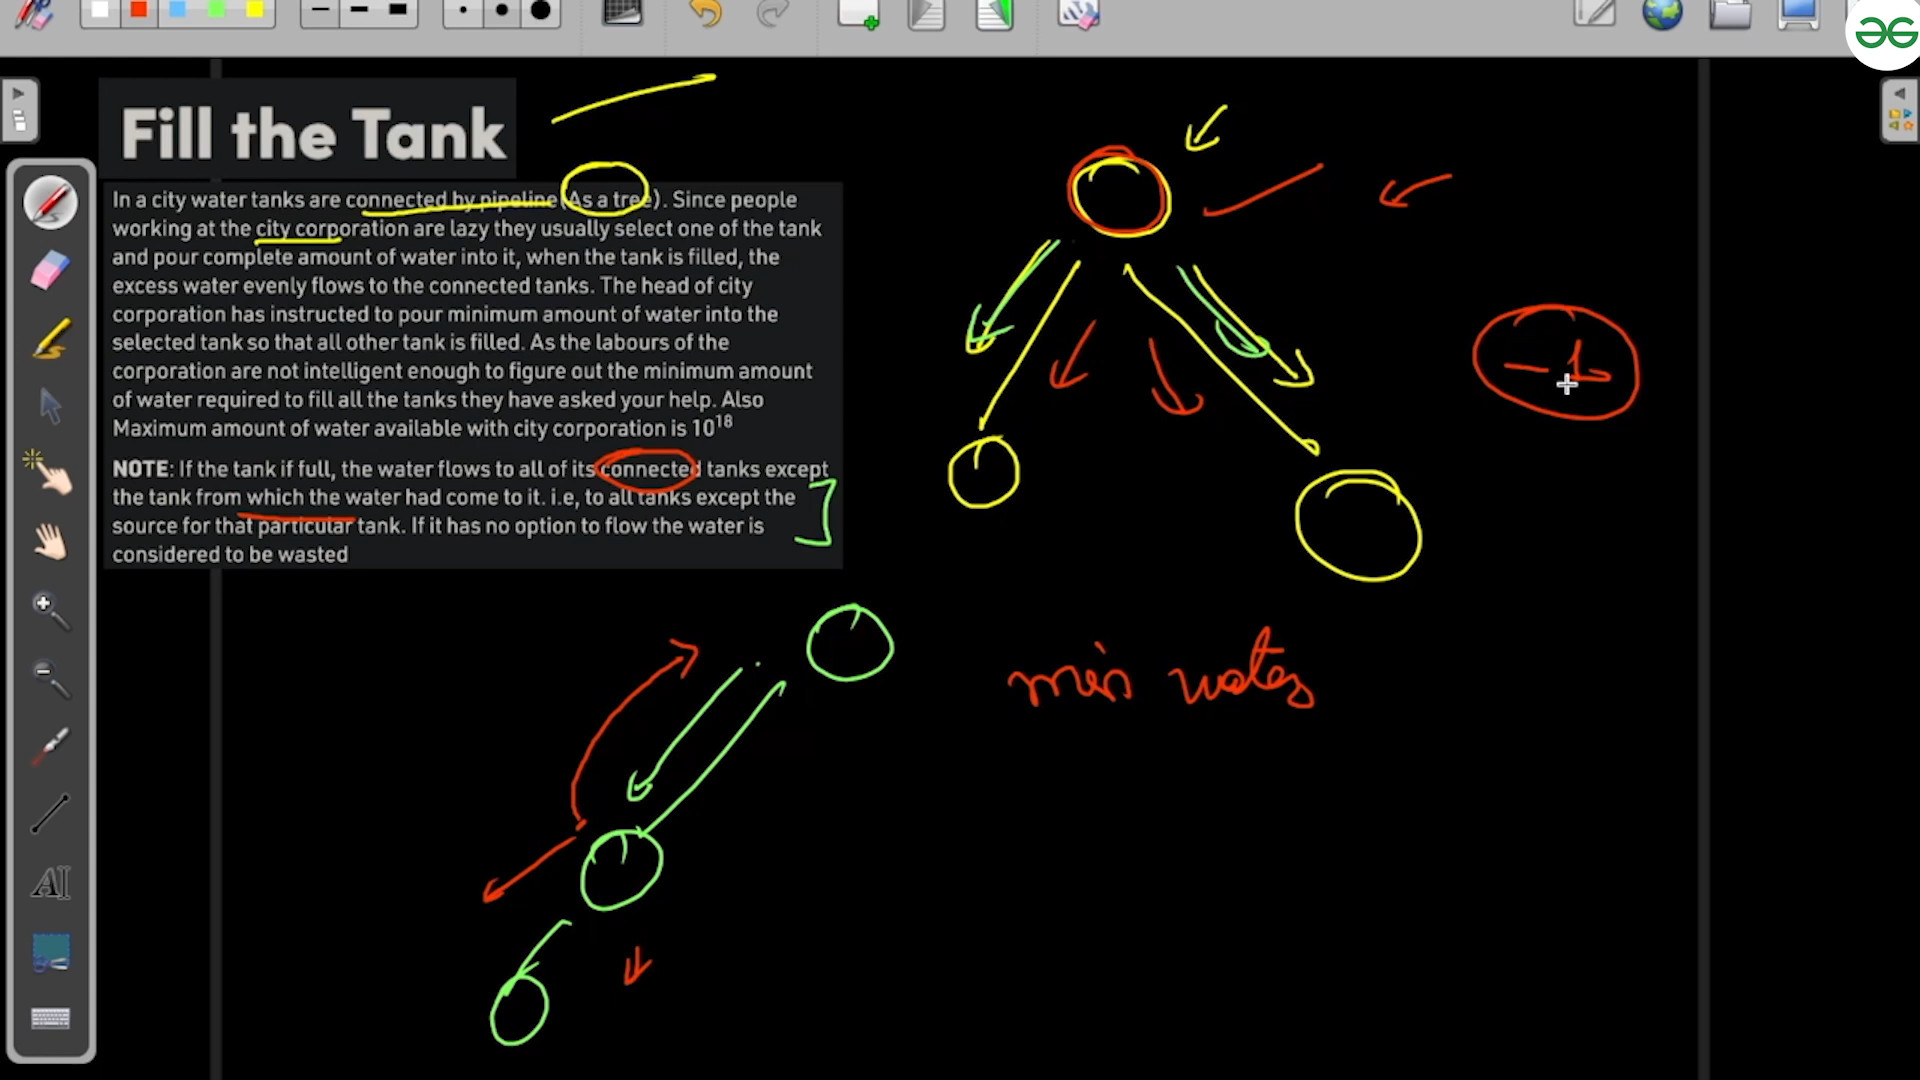 Fill the Tank
In a city water tanks are connected by pipeline (As a tree). Since people
working at the city corporation are lazy they usually select one of the tank
and pour complete amount of water into it, when the tank is filled, the
excess water evenly flows to the connected tanks. The head of city
corporation has instructed to pour minimum amount of water into the
selected tank so that all other tank is filled. As the labours of the
corporation are not intelligent enough to figure out the minimum amount
of water required to fill all the tanks they have asked your help. Also
Maximum amount of water available with city corporation is 10¹⁸
NOTE: If the tank if full, the water flows to all of its connected tanks except
the tank from which the water had come to it. i.e, to all tanks except the
source for that particular tank. If it has no option to flow the water is
considered to be wasted
-1
min water
AI